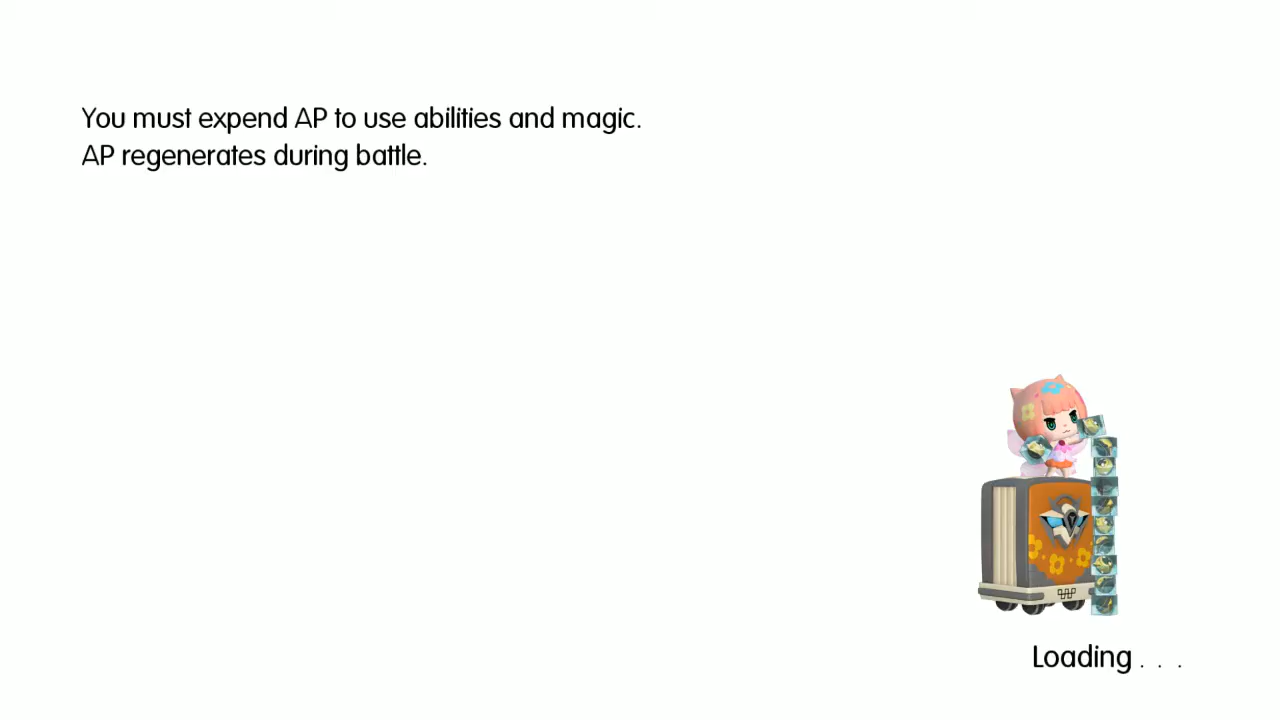 You must expend AP to use abilities and magic.
AP regenerates during battle.
Loading . . .